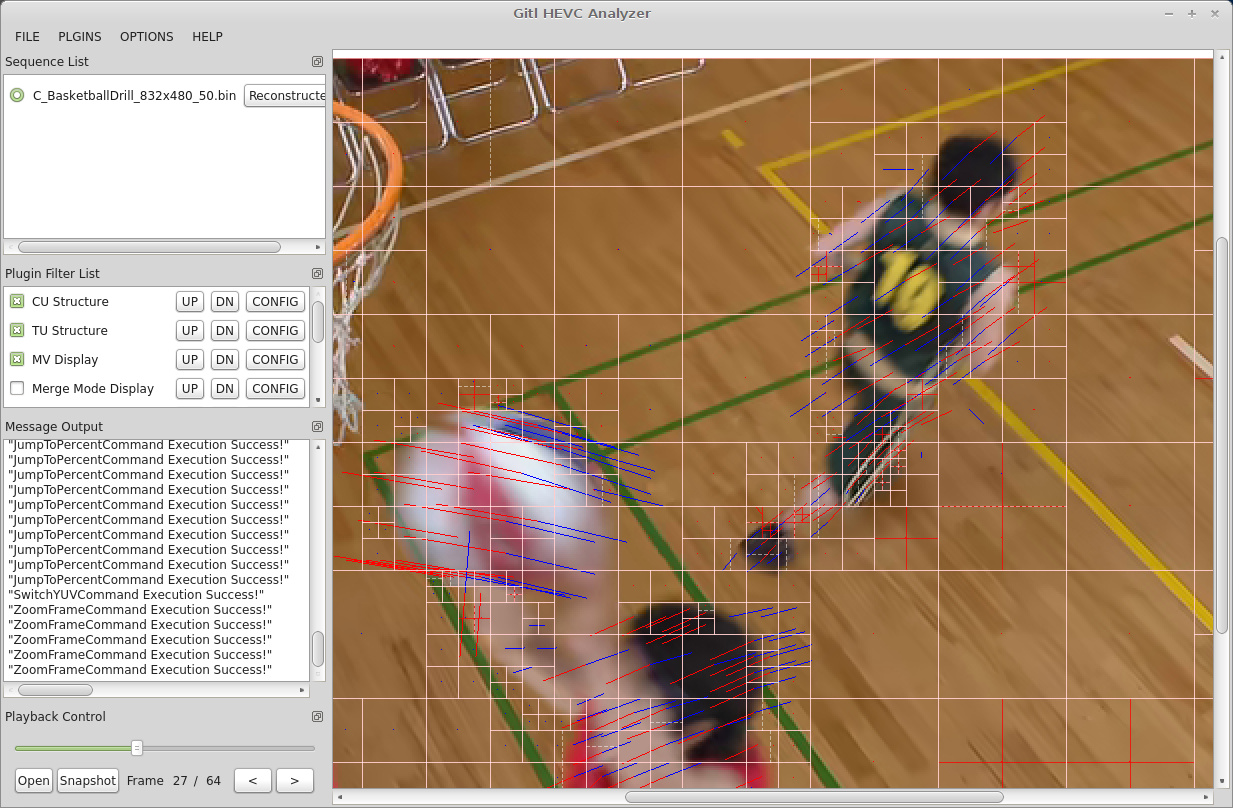 Gitl HEVC Analyzer
FILE PLGINS OPTIONS HELP
Sequence List
C_BasketballDrill_832x480_50.bin Reconstructe
Plugin Filter List
CU Structure UP DN CONFIG
TU Structure UP DN CONFIG
MV Display UP DN CONFIG
Merge Mode Display UP DN CONFIG
Message Output
"JumpToPercentCommand Execution Success!"
"JumpToPercentCommand Execution Success!"
"JumpToPercentCommand Execution Success!"
"JumpToPercentCommand Execution Success!"
"JumpToPercentCommand Execution Success!"
"JumpToPercentCommand Execution Success!"
"JumpToPercentCommand Execution Success!"
"JumpToPercentCommand Execution Success!"
"JumpToPercentCommand Execution Success!"
"JumpToPercentCommand Execution Success!"
"SwitchYUVCommand Execution Success!"
"ZoomFrameCommand Execution Success!"
"ZoomFrameCommand Execution Success!"
"ZoomFrameCommand Execution Success!"
"ZoomFrameCommand Execution Success!"
"ZoomFrameCommand Execution Success!"
Playback Control
Open Snapshot Frame 27 / 64 < >